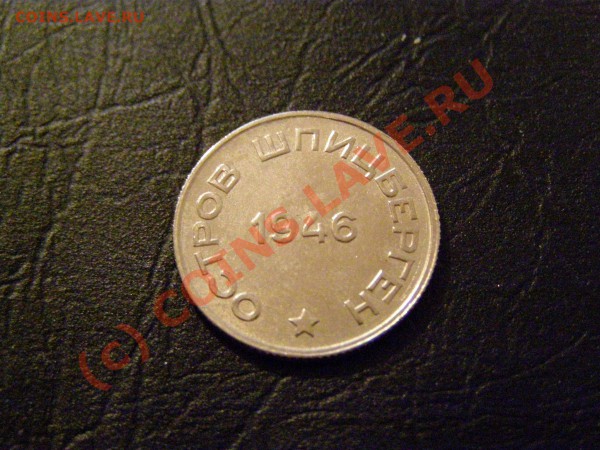 COINS.LAVE.RU
ОСТРОВ ШПИЦБЕРГЕН
1946
(c) COINS.LAVE.RU